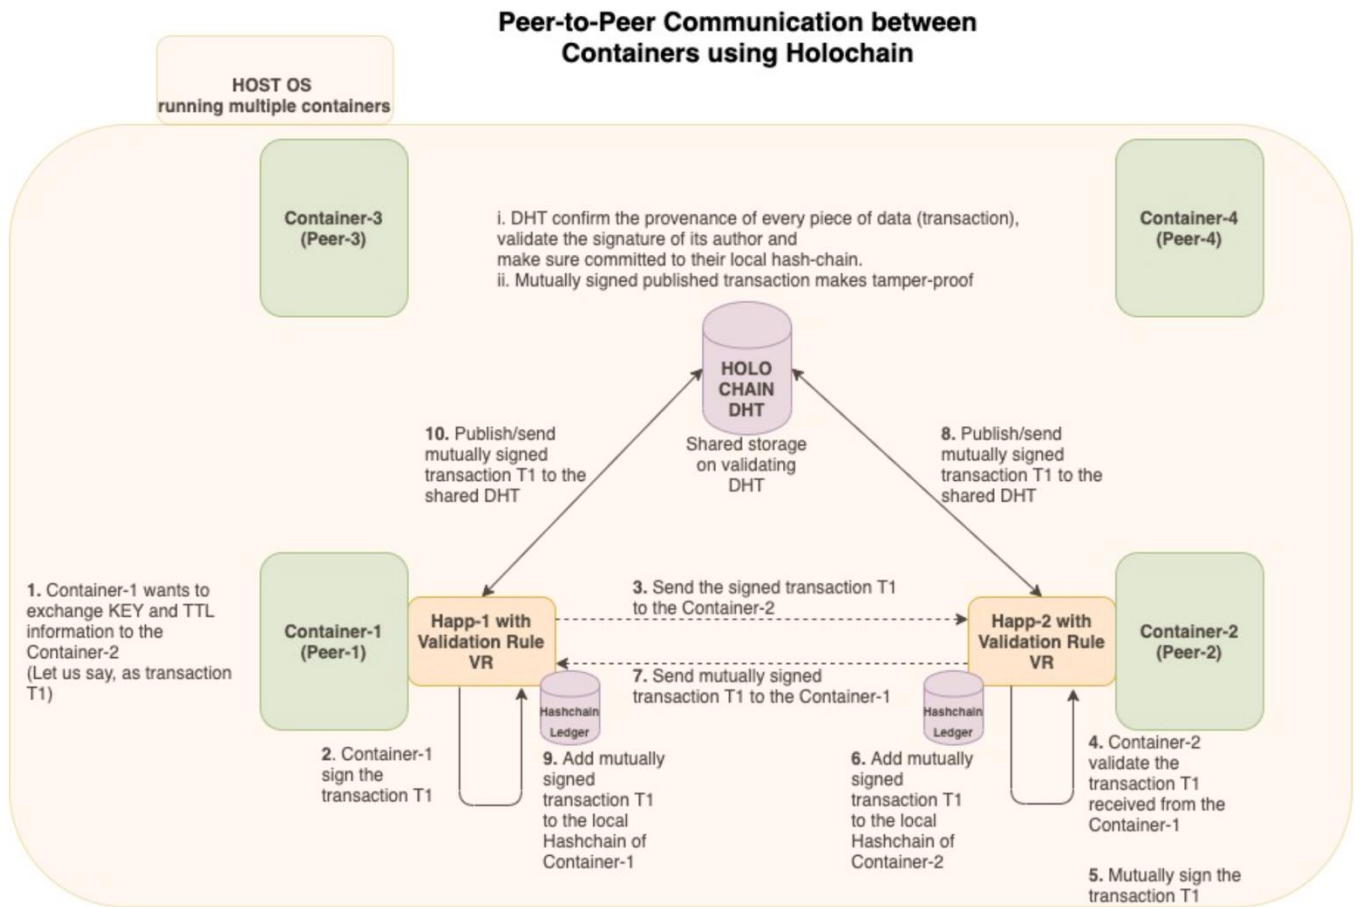 Peer-to-Peer Communication between
Containers using Holochain
HOST OS
running multiple containers
Container-3
(Peer-3)
Container-4
(Peer-4)
i. DHT confirm the provenance of every piece of data (transaction),
validate the signature of its author and
make sure committed to their local hash-chain.
ii. Mutually signed published transaction makes tamper-proof
HOLO
CHAIN
DHT
Shared storage
on validating
DHT
10. Publish/send
mutually signed
transaction T1 to the
shared DHT
8. Publish/send
mutually signed
transaction T1 to the
shared DHT
1. Container-1 wants to
exchange KEY and TTL
information to the
Container-2
(Let us say, as transaction
T1)
Container-1
(Peer-1)
Happ-1 with
Validation Rule
VR
3. Send the signed transaction T1
to the Container-2
7. Send mutually signed
transaction T1 to the Container-1
Happ-2 with
Validation Rule
VR
Container-2
(Peer-2)
Hashchain
Ledger
Hashchain
Ledger
2. Container-1
sign the
transaction T1
9. Add mutually
signed
transaction T1
to the local
Hashchain of
Container-1
6. Add mutually
signed
transaction T1
to the local
Hashchain of
Container-2
4. Container-2
validate the
transaction T1
received from the
Container-1
5. Mutually sign the
transaction T1